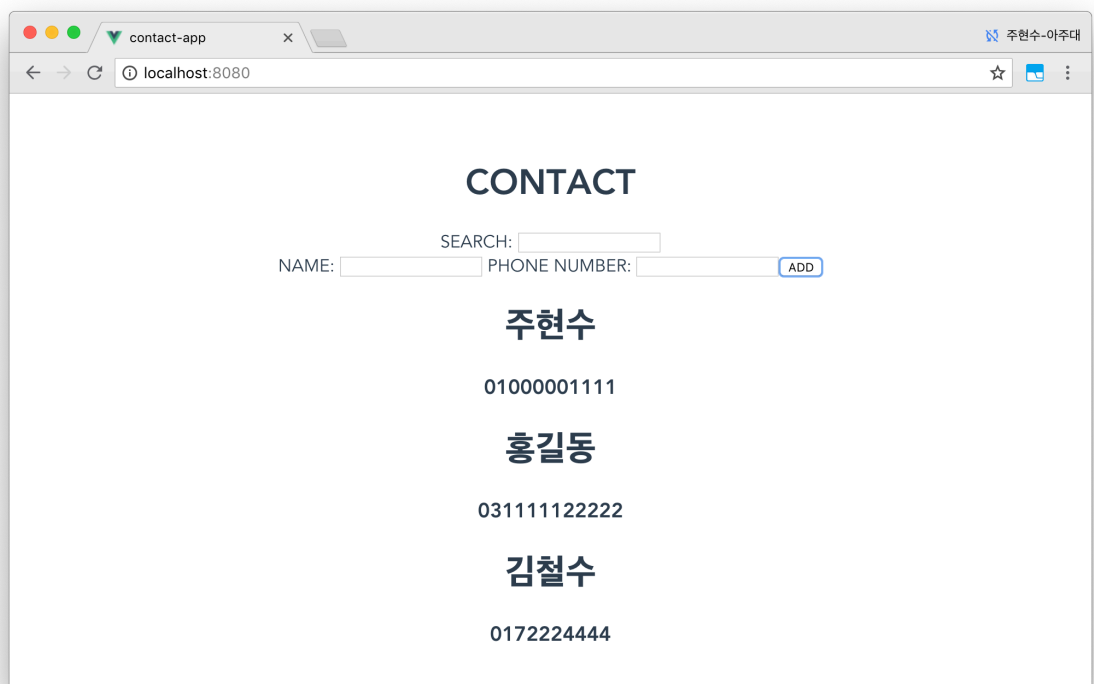 contact-app
주현수-아주대
localhost:8080
CONTACT
SEARCH:
NAME: PHONE NUMBER: ADD
주현수
01000001111
홍길동
031111122222
김철수
0172224444